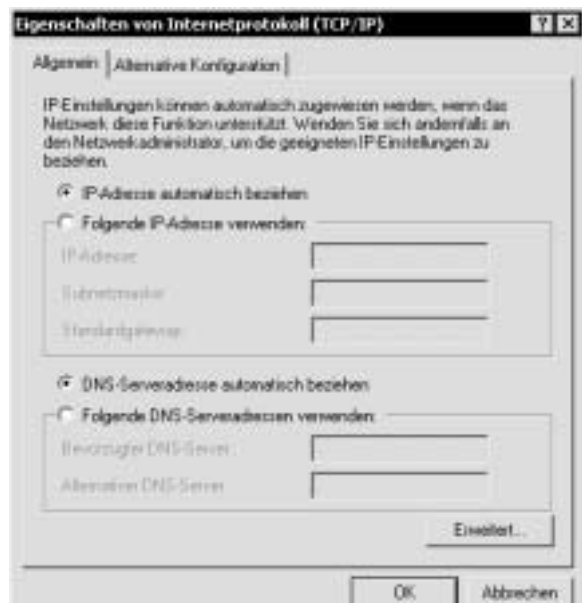 Eigenschaften von Internetprotokoll (TCP/IP)
Allgemein Alternative Konfiguration
IP-Einstellungen können automatisch zugewiesen werden, wenn das
Netzwerk diese Funktion unterstützt. Wenden Sie sich andernfalls an
den Netzwerkadministrator, um die geeigneten IP-Einstellungen zu
beziehen.
IP-Adresse automatisch beziehen
Folgende IP-Adresse verwenden:
IP-Adresse:
Subnetzmaske:
Standardgateway:
DNS-Serveradresse automatisch beziehen
Folgende DNS-Serveradressen verwenden:
Bevorzugter DNS-Server:
Alternativer DNS-Server:
Erweitert...
OK Abbrechen